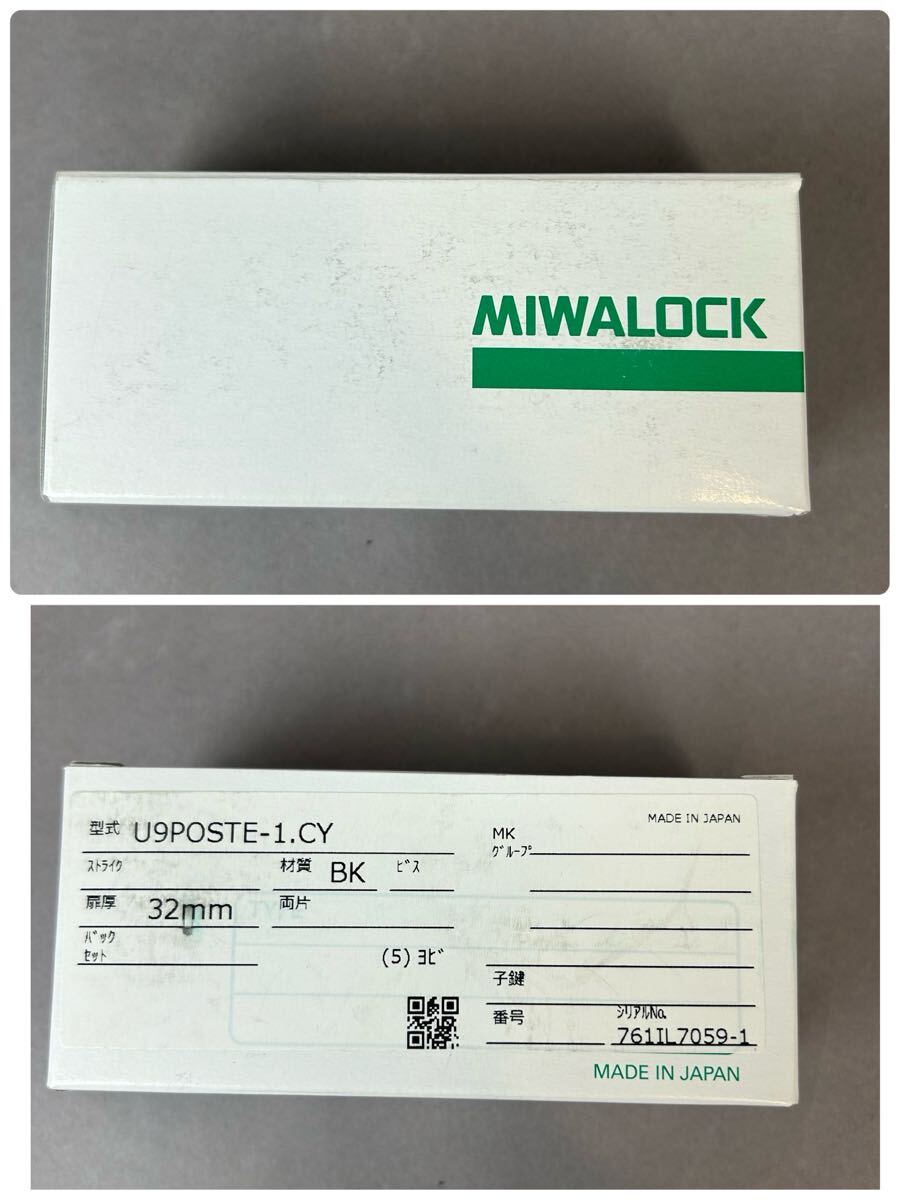 MIWALOCK
型式 U9POSTE-1.CY
MADE IN JAPAN
ｽﾄﾗｲｸ 材質 BK ﾋﾞｽ
MK
ｸﾞﾙｰﾌﾟ
扉厚 32mm 両片
ﾊﾞｯｸ
ｾｯﾄ
(5) ﾖﾋﾞ
子鍵
番号 ｼﾘｱﾙNo.
761IL7059-1
MADE IN JAPAN